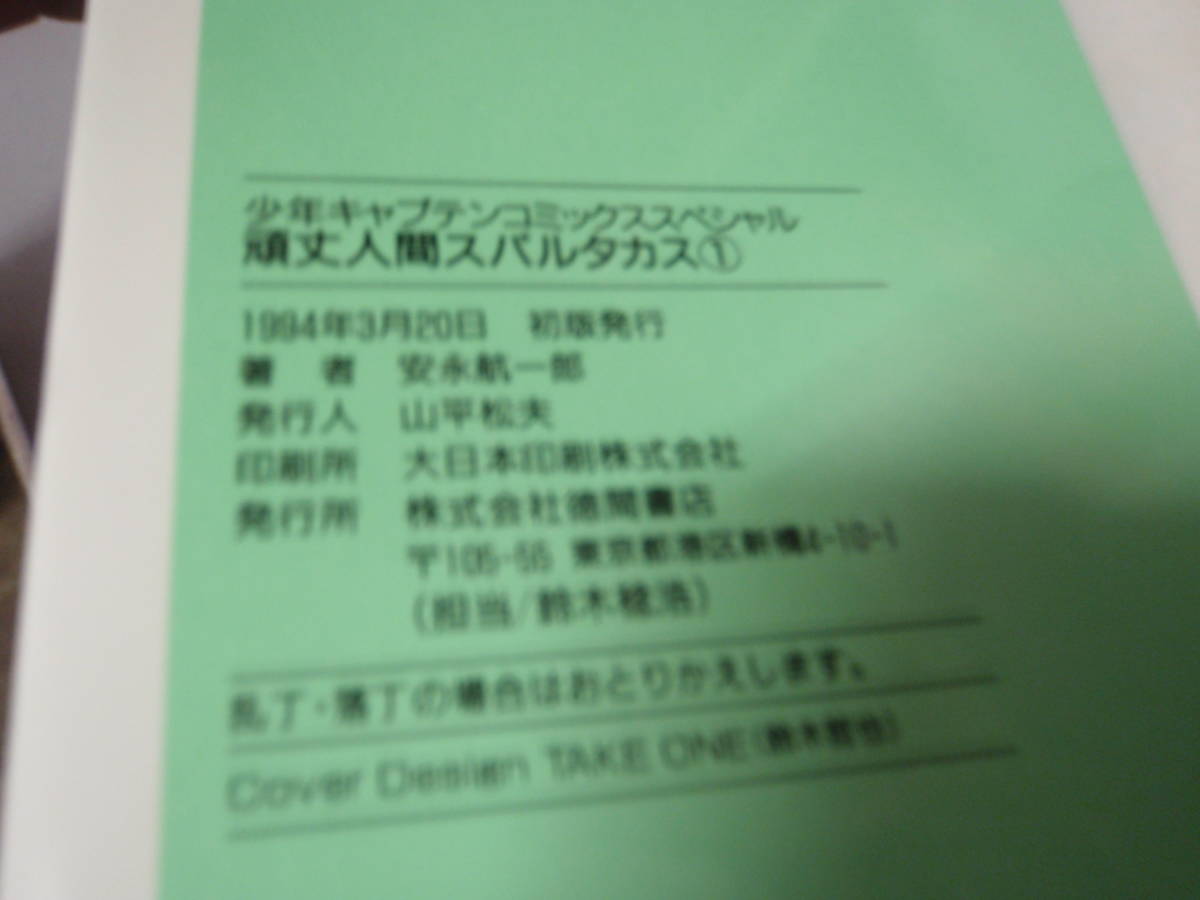 少年キャプテンコミックススペシャル
頑丈人間スパルタカス①
1994年3月20日 初版発行
著 者 安永航一郎
発行人 山平松夫
印刷所 大日本印刷株式会社
発行所 株式会社徳間書店
〒105-55 東京都港区新橋4-10-1
(担当/鈴木
乱丁・落丁の場合はおとりかえします。
Cover Design TAKE ONE